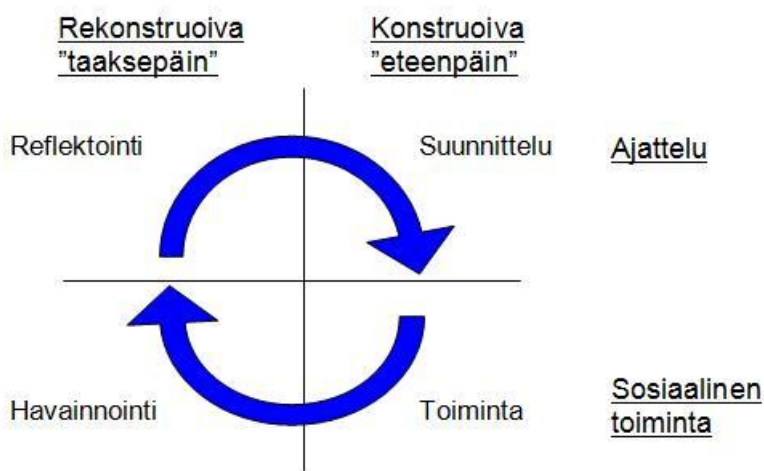 Rekonstruoiva
"taaksepäin"
Konstruoiva
"eteenpäin"
Reflektointi
Suunnittelu
Ajattelu
Havainnointi
Toiminta
Sosiaalinen
toiminta